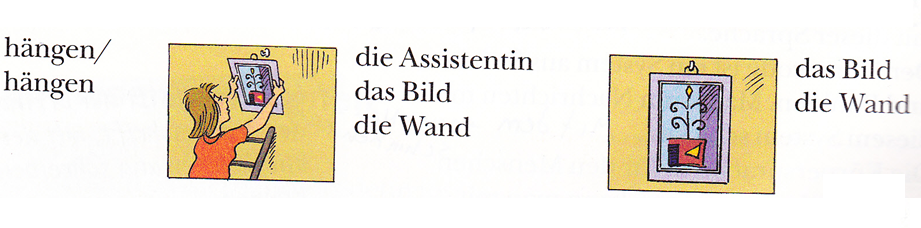 hängen/
hängen
die Assistentin
das Bild
die Wand
das Bild
die Wand